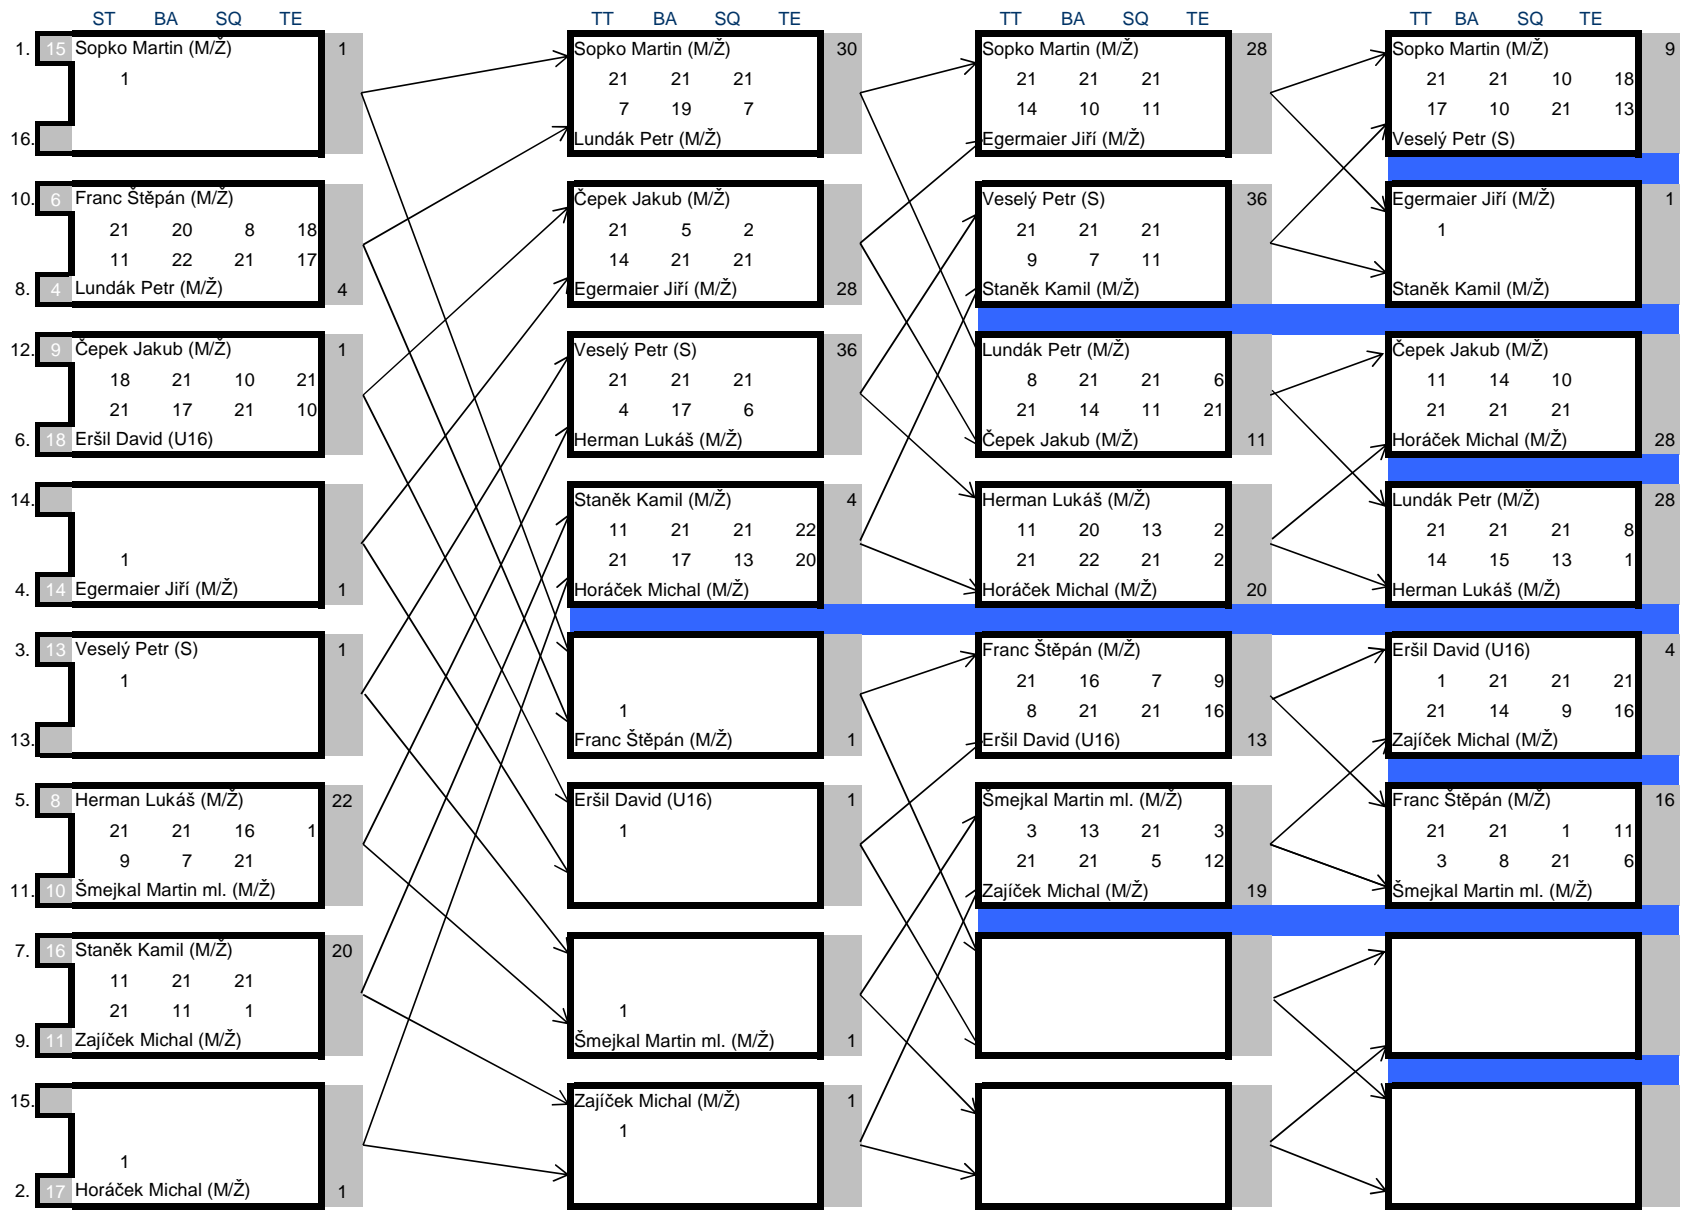 ST BA SQ TE TT BA SQ TE TT BA SQ TE TT BA SQ TE
1. 15 Sopko Martin (M/Ž) 1 Sopko Martin (M/Ž) 30 Sopko Martin (M/Ž) 28 Sopko Martin (M/Ž) 9
1 21 21 21 21 21 21 21 21 10 18
7 19 7 14 10 11 17 10 21 13
16. Lundák Petr (M/Ž) Egermaier Jiří (M/Ž) Veselý Petr (S)
10. 6 Franc Štěpán (M/Ž) Čepek Jakub (M/Ž) Veselý Petr (S) 36 Egermaier Jiří (M/Ž) 1
21 20 8 18 21 5 2 21 21 21 1
11 22 21 17 14 21 21 9 7 11
8. 4 Lundák Petr (M/Ž) 4 Egermaier Jiří (M/Ž) 28 Staněk Kamil (M/Ž) Staněk Kamil (M/Ž)
12. 9 Čepek Jakub (M/Ž) 1 Veselý Petr (S) 36 Lundák Petr (M/Ž) Čepek Jakub (M/Ž)
18 21 10 21 21 21 21 8 21 21 6 11 14 10
21 17 21 10 4 17 6 21 14 11 21 21 21 21
6. 18 Eršil David (U16) Herman Lukáš (M/Ž) Čepek Jakub (M/Ž) 11 Horáček Michal (M/Ž) 28
14. Staněk Kamil (M/Ž) 4 Herman Lukáš (M/Ž) Lundák Petr (M/Ž) 28
11 21 21 22 11 20 13 2 21 21 21 8
1 21 17 13 20 21 22 21 2 14 15 13 1
4. 14 Egermaier Jiří (M/Ž) 1 Horáček Michal (M/Ž) Horáček Michal (M/Ž) 20 Herman Lukáš (M/Ž)
3. 13 Veselý Petr (S) 1 Franc Štěpán (M/Ž) Eršil David (U16) 4
1 21 16 7 9 1 21 21 21
1 8 21 21 16 21 14 9 16
13. Franc Štěpán (M/Ž) 1 Eršil David (U16) 13 Zajíček Michal (M/Ž)
5. 8 Herman Lukáš (M/Ž) 22 Eršil David (U16) 1 Šmejkal Martin ml. (M/Ž) Franc Štěpán (M/Ž) 16
21 21 16 1 1 3 13 21 3 21 21 1 11
9 7 21 21 21 5 12 3 8 21 6
11. 10 Šmejkal Martin ml. (M/Ž) Zajíček Michal (M/Ž) 19 Šmejkal Martin ml. (M/Ž)
7. 16 Staněk Kamil (M/Ž) 20
11 21 21
21 11 1 1
9. 11 Zajíček Michal (M/Ž) Šmejkal Martin ml. (M/Ž) 1
15. Zajíček Michal (M/Ž) 1
1
1
2. 17 Horáček Michal (M/Ž) 1